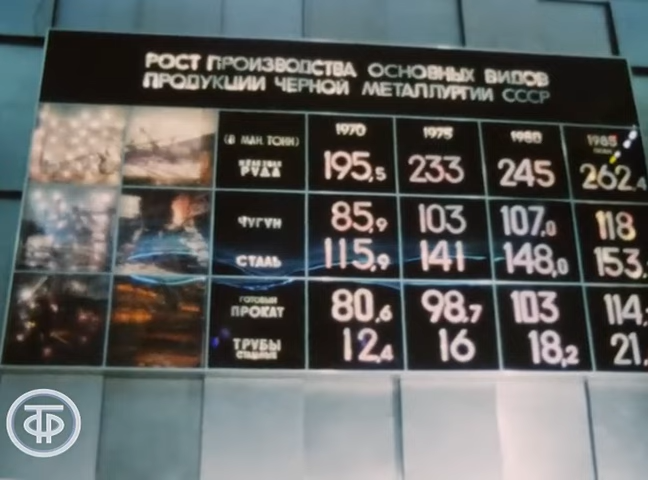 РОСТ ПРОИЗВОДСТВА ОСНОВНЫХ ВИДОВ
ПРОДУКЦИИ ЧЕРНОЙ МЕТАЛЛУРГИИ СССР
(В МЛН. ТОНН) 1970 1975 1980 1985
РУДА 195,5 233 245 262,4
ЧУГУН 85,9 103 107,0 118
СТАЛЬ 115,9 141 148,0 153,
ГОТОВЫЙ
ПРОКАТ 80,6 98,7 103 114,
ТРУБЫ
СТАЛЬНЫЕ 12,4 16 18,2 21,